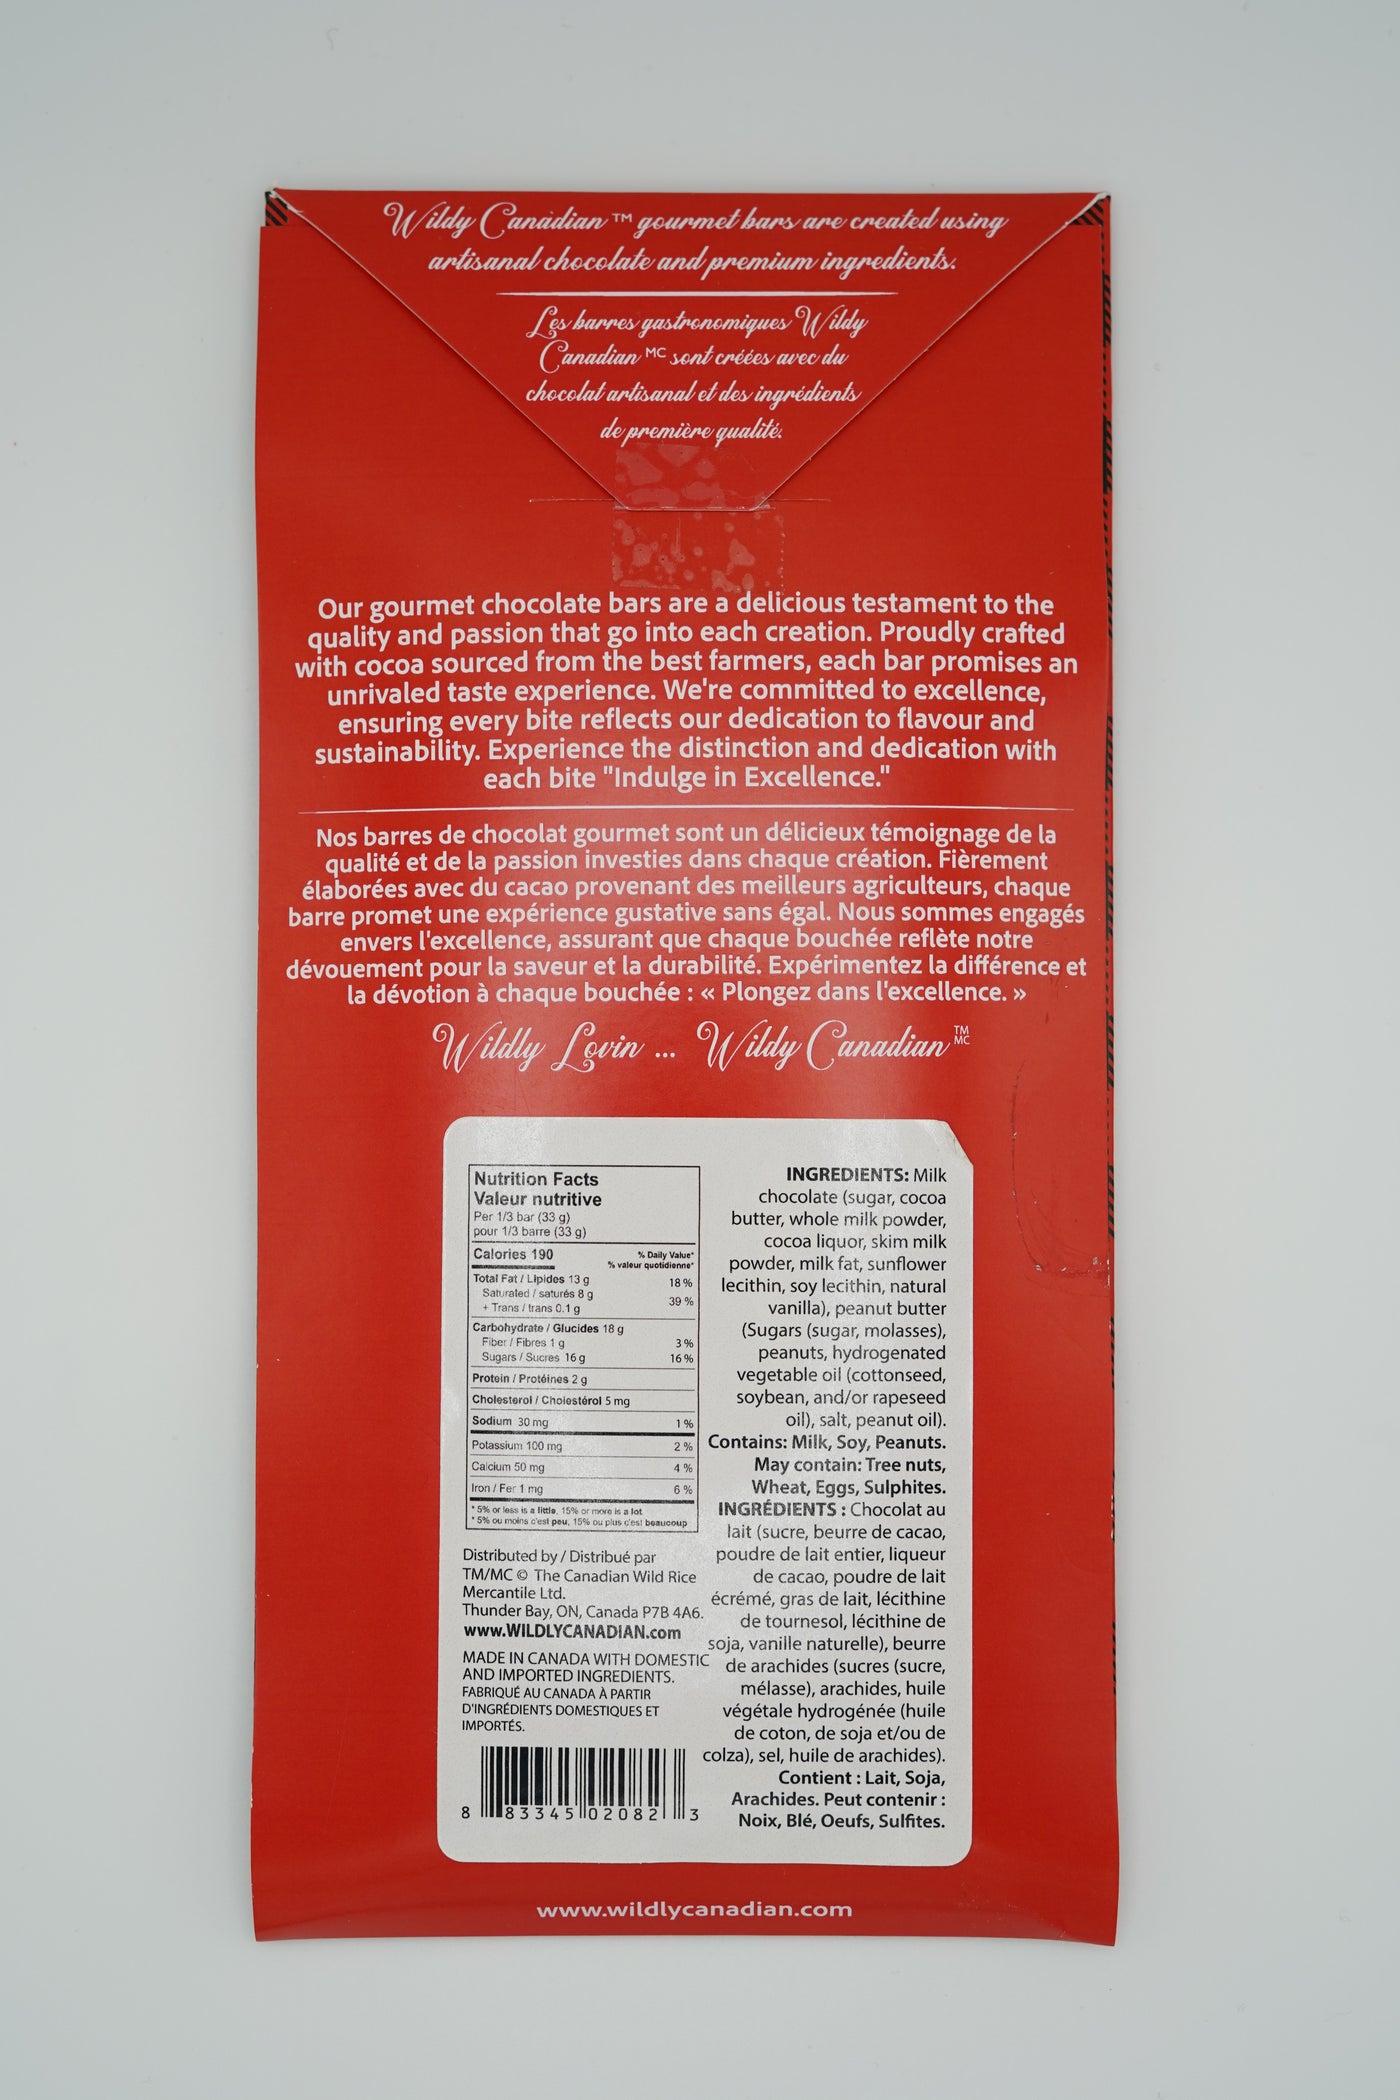 Wildy Canadian ™ gourmet bars are created using
artisanal chocolate and premium ingredients.
Les barres gastronomiques Wildy
Canadian MC sont créées avec du
chocolat artisanal et des ingrédients
de première qualité.
Our gourmet chocolate bars are a delicious testament to the
quality and passion that go into each creation. Proudly crafted
with cocoa sourced from the best farmers, each bar promises an
unrivaled taste experience. We're committed to excellence,
ensuring every bite reflects our dedication to flavour and
sustainability. Experience the distinction and dedication with
each bite "Indulge in Excellence."
Nos barres de chocolat gourmet sont un délicieux témoignage de la
qualité et de la passion investies dans chaque création. Fièrement
élaborées avec du cacao provenant des meilleurs agriculteurs, chaque
barre promet une expérience gustative sans égal. Nous sommes engagés
envers l'excellence, assurant que chaque bouchée reflète notre
dévouement pour la saveur et la durabilité. Expérimentez la différence et
la dévotion à chaque bouchée : « Plongez dans l'excellence. »
Wildly Lovin ... Wildy Canadian TM MC
Nutrition Facts
Valeur nutritive
Per 1/3 bar (33 g)
pour 1/3 barre (33 g)
Calories 190 % Daily Value*
% valeur quotidienne*
Total Fat / Lipides 13 g 18 %
Saturated / saturés 8 g
+ Trans / trans 0.1 g 39 %
Carbohydrate / Glucides 18 g
Fiber / Fibres 1 g 3 %
Sugars / Sucres 16 g 16 %
Protein / Protéines 2 g
Cholesterol / Cholestérol 5 mg
Sodium 30 mg 1 %
Potassium 100 mg 2 %
Calcium 50 mg 4 %
Iron / Fer 1 mg 6 %
* 5% or less is a little, 15% or more is a lot
* 5% ou moins c'est peu, 15% ou plus c'est beaucoup
Distributed by / Distribué par
TM/MC © The Canadian Wild Rice
Mercantile Ltd.
Thunder Bay, ON, Canada P7B 4A6.
www.WILDLYCANADIAN.com
MADE IN CANADA WITH DOMESTIC
AND IMPORTED INGREDIENTS.
FABRIQUÉ AU CANADA À PARTIR
D'INGRÉDIENTS DOMESTIQUES ET
IMPORTÉS.
8 83345 02082 3
INGREDIENTS: Milk
chocolate (sugar, cocoa
butter, whole milk powder,
cocoa liquor, skim milk
powder, milk fat, sunflower
lecithin, soy lecithin, natural
vanilla), peanut butter
(Sugars (sugar, molasses),
peanuts, hydrogenated
vegetable oil (cottonseed,
soybean, and/or rapeseed
oil), salt, peanut oil).
Contains: Milk, Soy, Peanuts.
May contain: Tree nuts,
Wheat, Eggs, Sulphites.
INGRÉDIENTS : Chocolat au
lait (sucre, beurre de cacao,
poudre de lait entier, liqueur
de cacao, poudre de lait
écrémé, gras de lait, lécithine
de tournesol, lécithine de
soja, vanille naturelle), beurre
de arachides (sucres (sucre,
mélasse), arachides, huile
végétale hydrogénée (huile
de coton, de soja et/ou de
colza), sel, huile de arachides).
Contient : Lait, Soja,
Arachides. Peut contenir :
Noix, Blé, Oeufs, Sulfites.
www.wildlycanadian.com